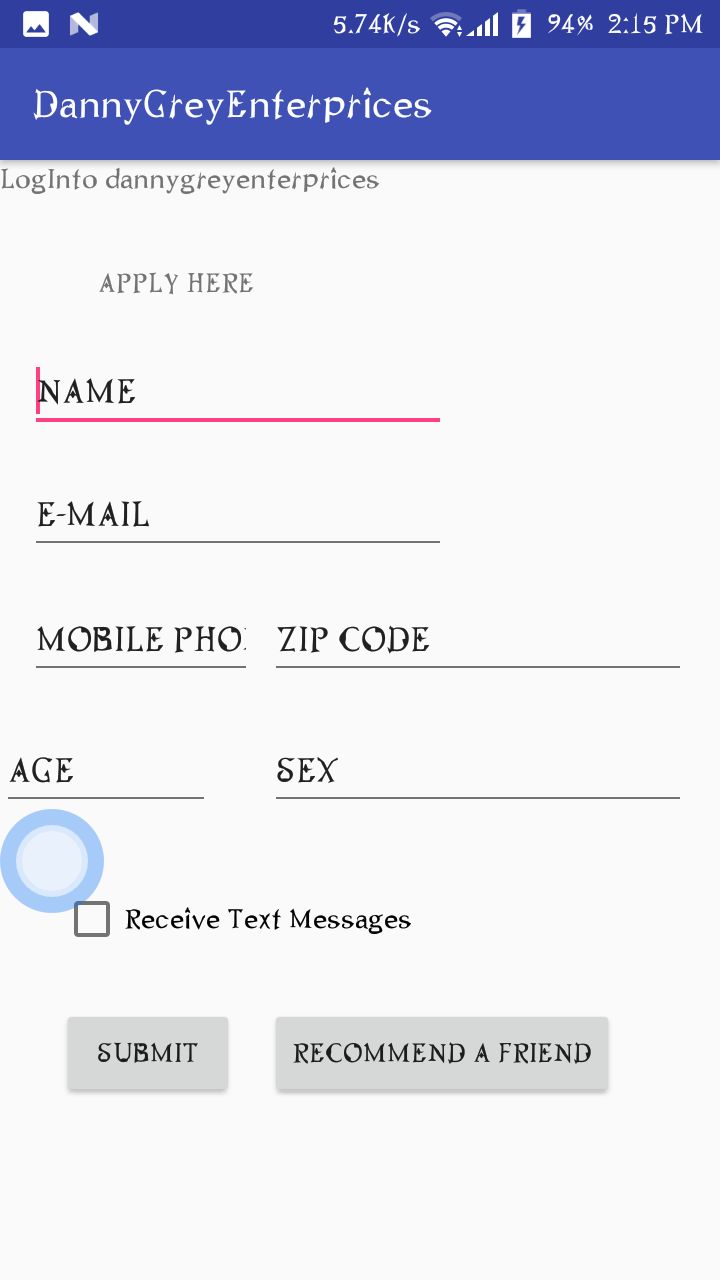 5.74K/s 94% 2:15 PM
DannyGreyEnterprices
LogInto dannygreyenterprices
APPLY HERE
NAME
E-MAIL
MOBILE PHO ZIP CODE
AGE SEX
Receive Text Messages
SUBMIT RECOMMEND A FRIEND